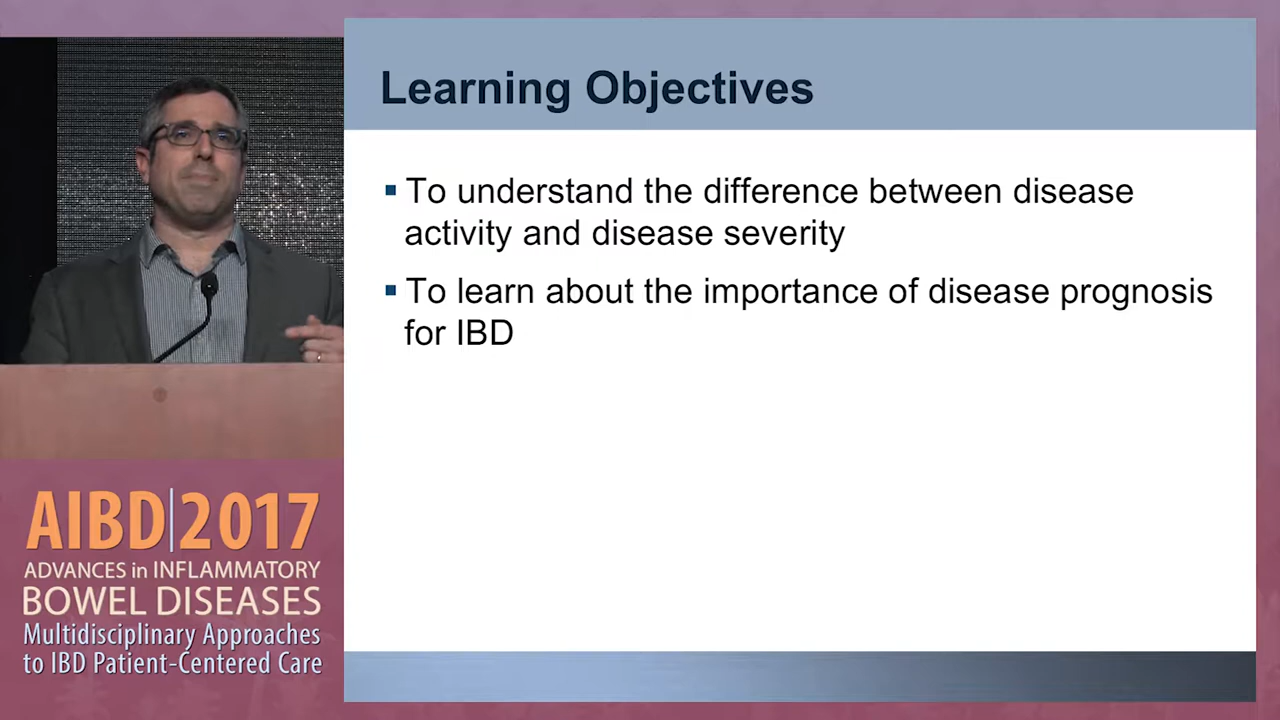 Learning Objectives
▪ To understand the difference between disease
activity and disease severity
▪ To learn about the importance of disease prognosis
for IBD
AIBD|2017
ADVANCES in INFLAMMATORY
BOWEL DISEASES
Multidisciplinary Approaches
to IBD Patient-Centered Care